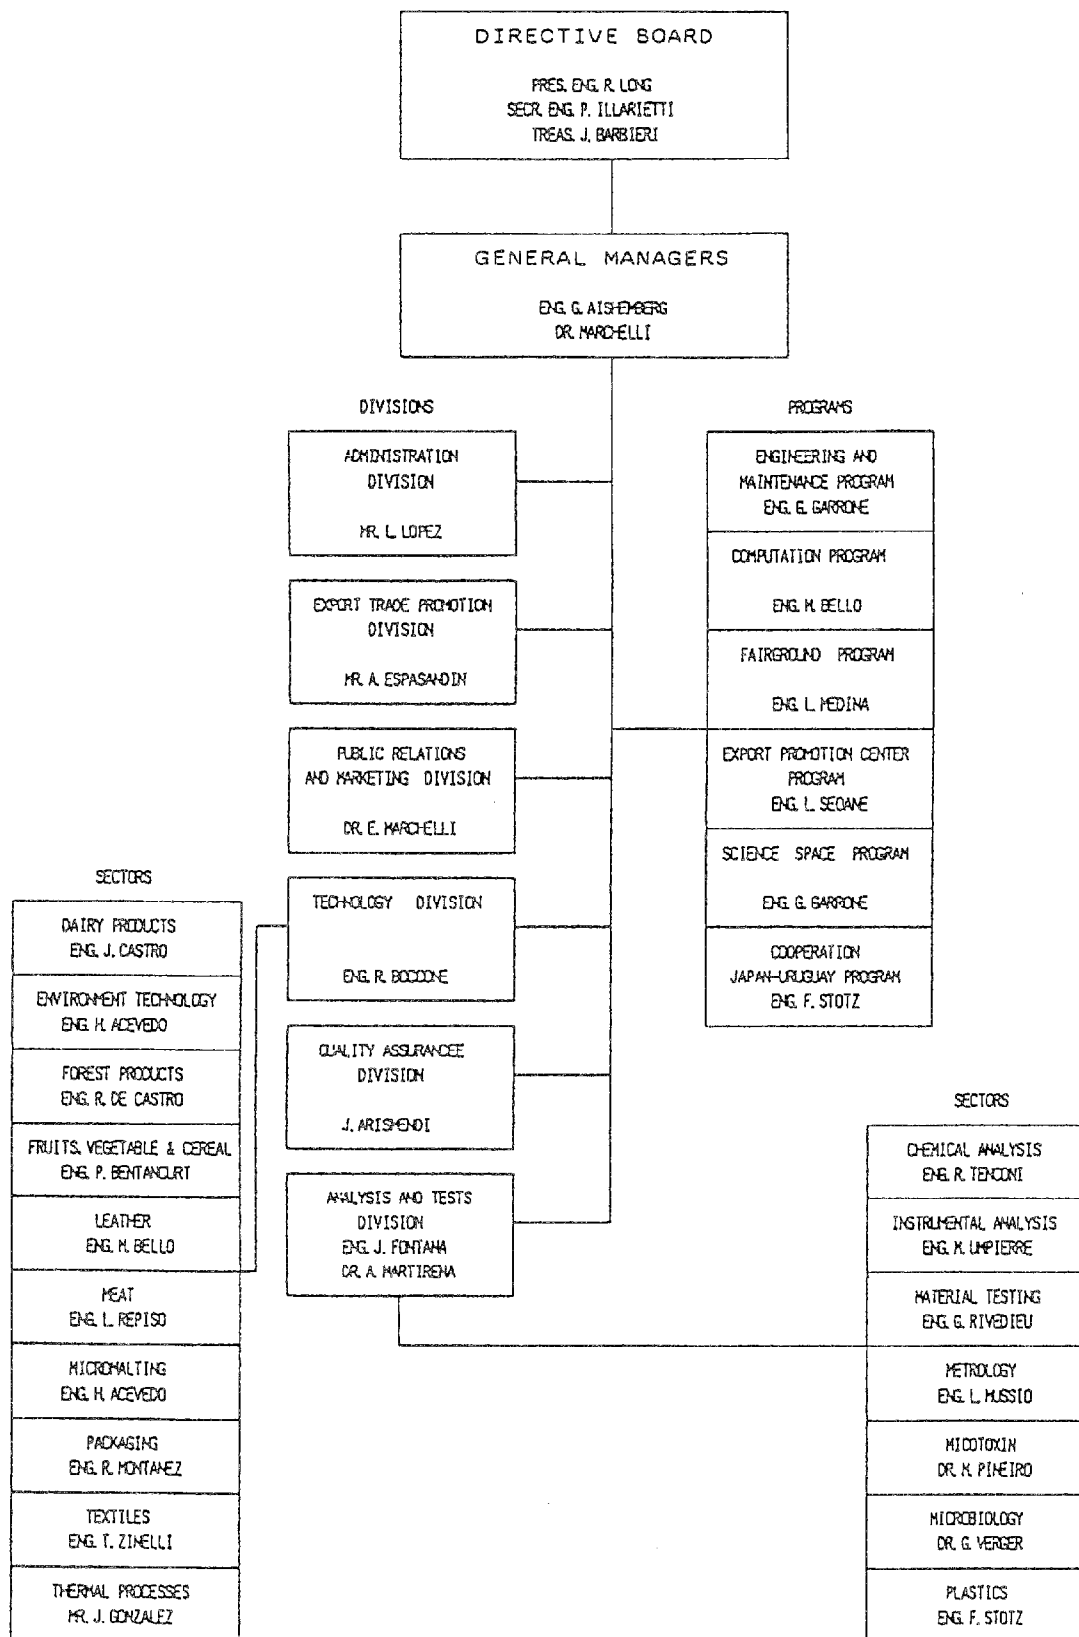 DIRECTIVE BOARD
PRES. ENG. R. LONG
SECR. ENG. P. ILLARIETTI
TREAS. J. BARBIERI
GENERAL MANAGERS
ENG. G. AISHEMBERG
DR. MARCHELLI
DIVISIONS
ADMINISTRATION
DIVISION
MR. L. LOPEZ
EXPORT TRADE PROMOTION
DIVISION
MR. A. ESPASANDIN
PUBLIC RELATIONS
AND MARKETING DIVISION
DR. E. MARCHELLI
TECHNOLOGY DIVISION
ENG. R. BOCCONE
QUALITY ASSURANCEE
DIVISION
J. ARISMENDI
ANALYSIS AND TESTS
DIVISION
ENG. J. FONTANA
DR. A. MARTIRENA
PROGRAMS
ENGINEERING AND
MAINTENANCE PROGRAM
ENG. G. GARRONE
COMPUTATION PROGRAM
ENG. M. BELLO
FAIRGROUND PROGRAM
ENG. L. MEDINA
EXPORT PROMOTION CENTER
PROGRAM
ENG. L. SEOANE
SCIENCE SPACE PROGRAM
ENG. G. GARRONE
COOPERATION
JAPAN-URUGUAY PROGRAM
ENG. F. STOTZ
SECTORS
DAIRY PRODUCTS
ENG. J. CASTRO
ENVIRONMENT TECHNOLOGY
ENG. H. ACEVEDO
FOREST PRODUCTS
ENG. R. DE CASTRO
FRUITS, VEGETABLE & CEREAL
ENG. P. BENTANCURT
LEATHER
ENG. M. BELLO
MEAT
ENG. L. REPISO
MICROMALTING
ENG. H. ACEVEDO
PACKAGING
ENG. R. MONTANEZ
TEXTILES
ENG. T. ZINELLI
THERMAL PROCESSES
MR. J. GONZALEZ
SECTORS
CHEMICAL ANALYSIS
ENG. R. TENCONI
INSTRUMENTAL ANALYSIS
ENG. M. UMPIERRE
MATERIAL TESTING
ENG. G. RIVEDIEU
METROLOGY
ENG. L. MUSSIO
MICOTOXIN
DR. M. PINEIRO
MICROBIOLOGY
DR. G. VERGER
PLASTICS
ENG. F. STOTZ